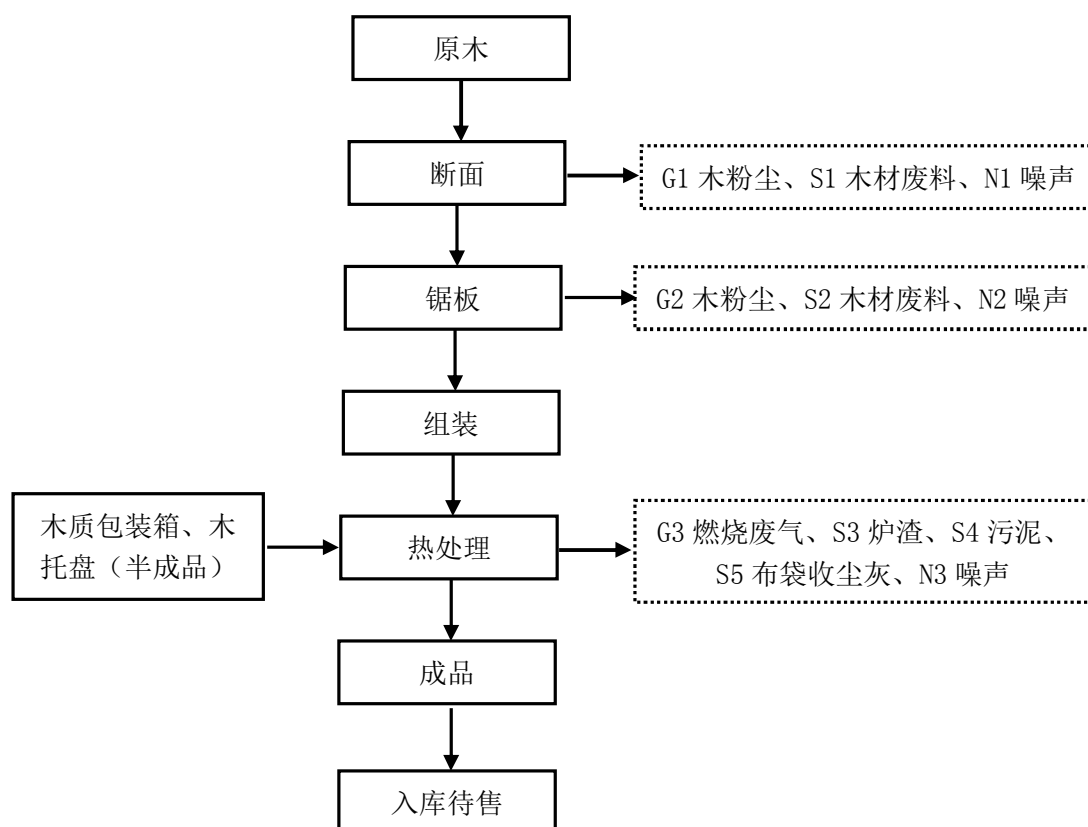 原木
断面
G1 木粉尘、S1 木材废料、N1 噪声
锯板
G2 木粉尘、S2 木材废料、N2 噪声
组装
木质包装箱、木
托盘（半成品）
热处理
G3 燃烧废气、S3 炉渣、S4 污泥、
S5 布袋收尘灰、N3 噪声
成品
入库待售